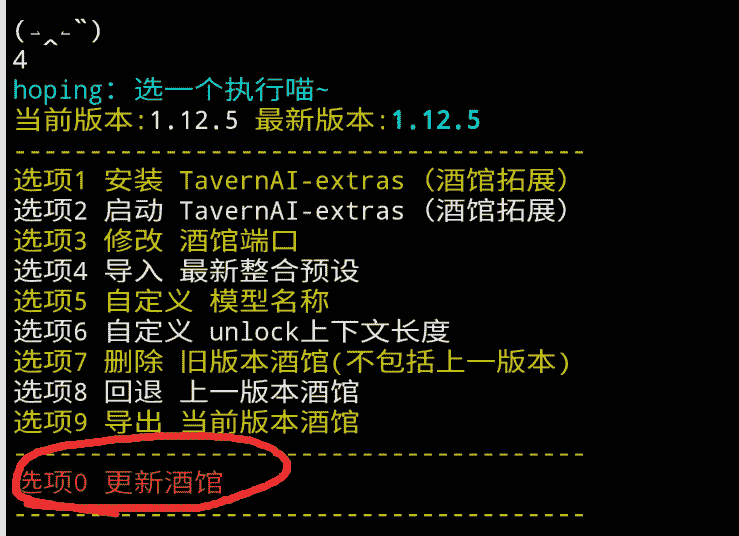 (⇀‸↼‶)
4
hoping: 选一个执行喵~
当前版本:1.12.5 最新版本:1.12.5
--------------------------------------
选项1 安装 TavernAI-extras（酒馆拓展）
选项2 启动 TavernAI-extras（酒馆拓展）
选项3 修改 酒馆端口
选项4 导入 最新整合预设
选项5 自定义 模型名称
选项6 自定义 unlock上下文长度
选项7 删除 旧版本酒馆(不包括上一版本)
选项8 回退 上一版本酒馆
选项9 导出 当前版本酒馆
--------------------------------------
选项0 更新酒馆
--------------------------------------